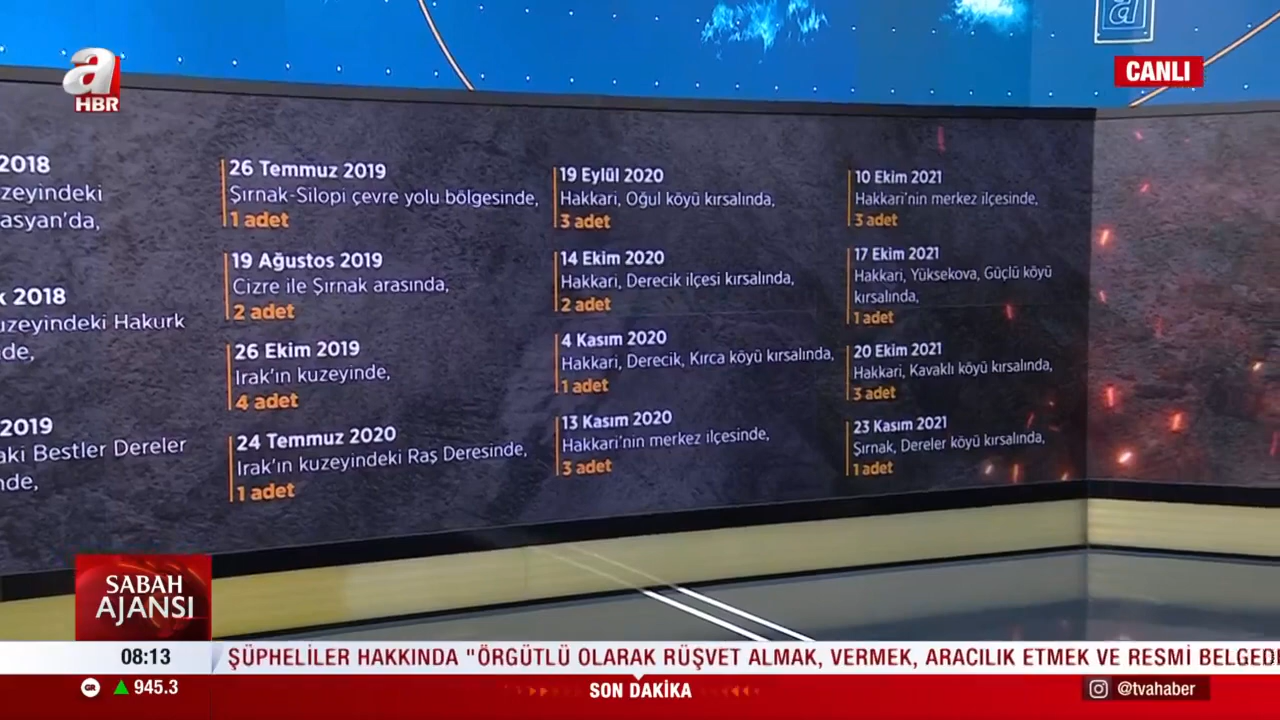 a
HBR
a
CANLI
2018
zeyindeki
asyan'da,
2018
uzeyindeki Hakurk
de,
2019
aki Bestler Dereler
nde,
26 Temmuz 2019
Şırnak-Silopi çevre yolu bölgesinde,
1 adet
19 Ağustos 2019
Cizre ile Şırnak arasında,
2 adet
26 Ekim 2019
Irak'ın kuzeyinde,
4 adet
24 Temmuz 2020
Irak'ın kuzeyindeki Raş Deresinde,
1 adet
19 Eylül 2020
Hakkari, Oğul köyü kırsalında,
3 adet
14 Ekim 2020
Hakkari, Derecik ilçesi kırsalında,
2 adet
4 Kasım 2020
Hakkari, Derecik, Kırca köyü kırsalında,
1 adet
13 Kasım 2020
Hakkari'nin merkez ilçesinde,
3 adet
10 Ekim 2021
Hakkari'nin merkez ilçesinde,
3 adet
17 Ekim 2021
Hakkari, Yüksekova, Güçlü köyü
kırsalında,
1 adet
20 Ekim 2021
Hakkari, Kavaklı köyü kırsalında,
3 adet
23 Kasım 2021
Şırnak, Dereler köyü kırsalında,
1 adet
SABAH
AJANSI
08:13
ŞÜPHELİLER HAKKINDA "ÖRGÜTLÜ OLARAK RÜŞVET ALMAK, VERMEK, ARACILIK ETMEK VE RESMİ BELGED
GR 945.3
SON DAKİKA
@tvahaber